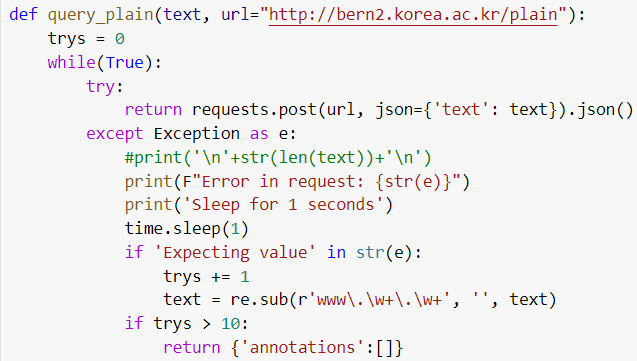 def query_plain(text, url="http://bern2.korea.ac.kr/plain"):
    trys = 0
    while(True):
        try:
            return requests.post(url, json={'text': text}).json()
        except Exception as e:
            #print('\n'+str(len(text))+'\n')
            print(F"Error in request: {str(e)}")
            print('Sleep for 1 seconds')
            time.sleep(1)
            if 'Expecting value' in str(e):
                trys += 1
                text = re.sub(r'www\.\w+\.\w+', '', text)
            if trys > 10:
                return {'annotations':[]}